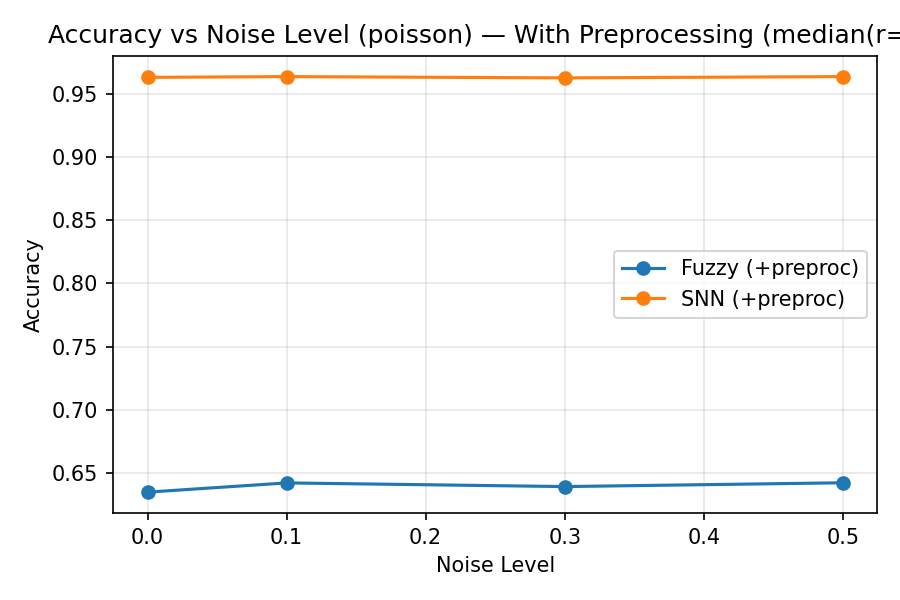 Accuracy vs Noise Level (poisson) — With Preprocessing (median(r=
0.95
0.90
0.85
0.80
0.75
0.70
0.65
Accuracy
Fuzzy (+preproc)
SNN (+preproc)
0.0 0.1 0.2 0.3 0.4 0.5
Noise Level